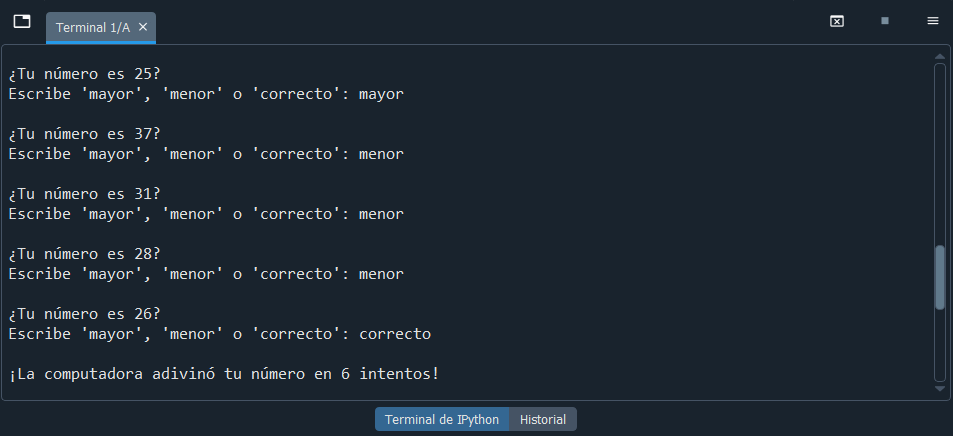 Terminal 1/A
¿Tu número es 25?
Escribe 'mayor', 'menor' o 'correcto': mayor
¿Tu número es 37?
Escribe 'mayor', 'menor' o 'correcto': menor
¿Tu número es 31?
Escribe 'mayor', 'menor' o 'correcto': menor
¿Tu número es 28?
Escribe 'mayor', 'menor' o 'correcto': menor
¿Tu número es 26?
Escribe 'mayor', 'menor' o 'correcto': correcto
¡La computadora adivinó tu número en 6 intentos!
Terminal de IPython Historial